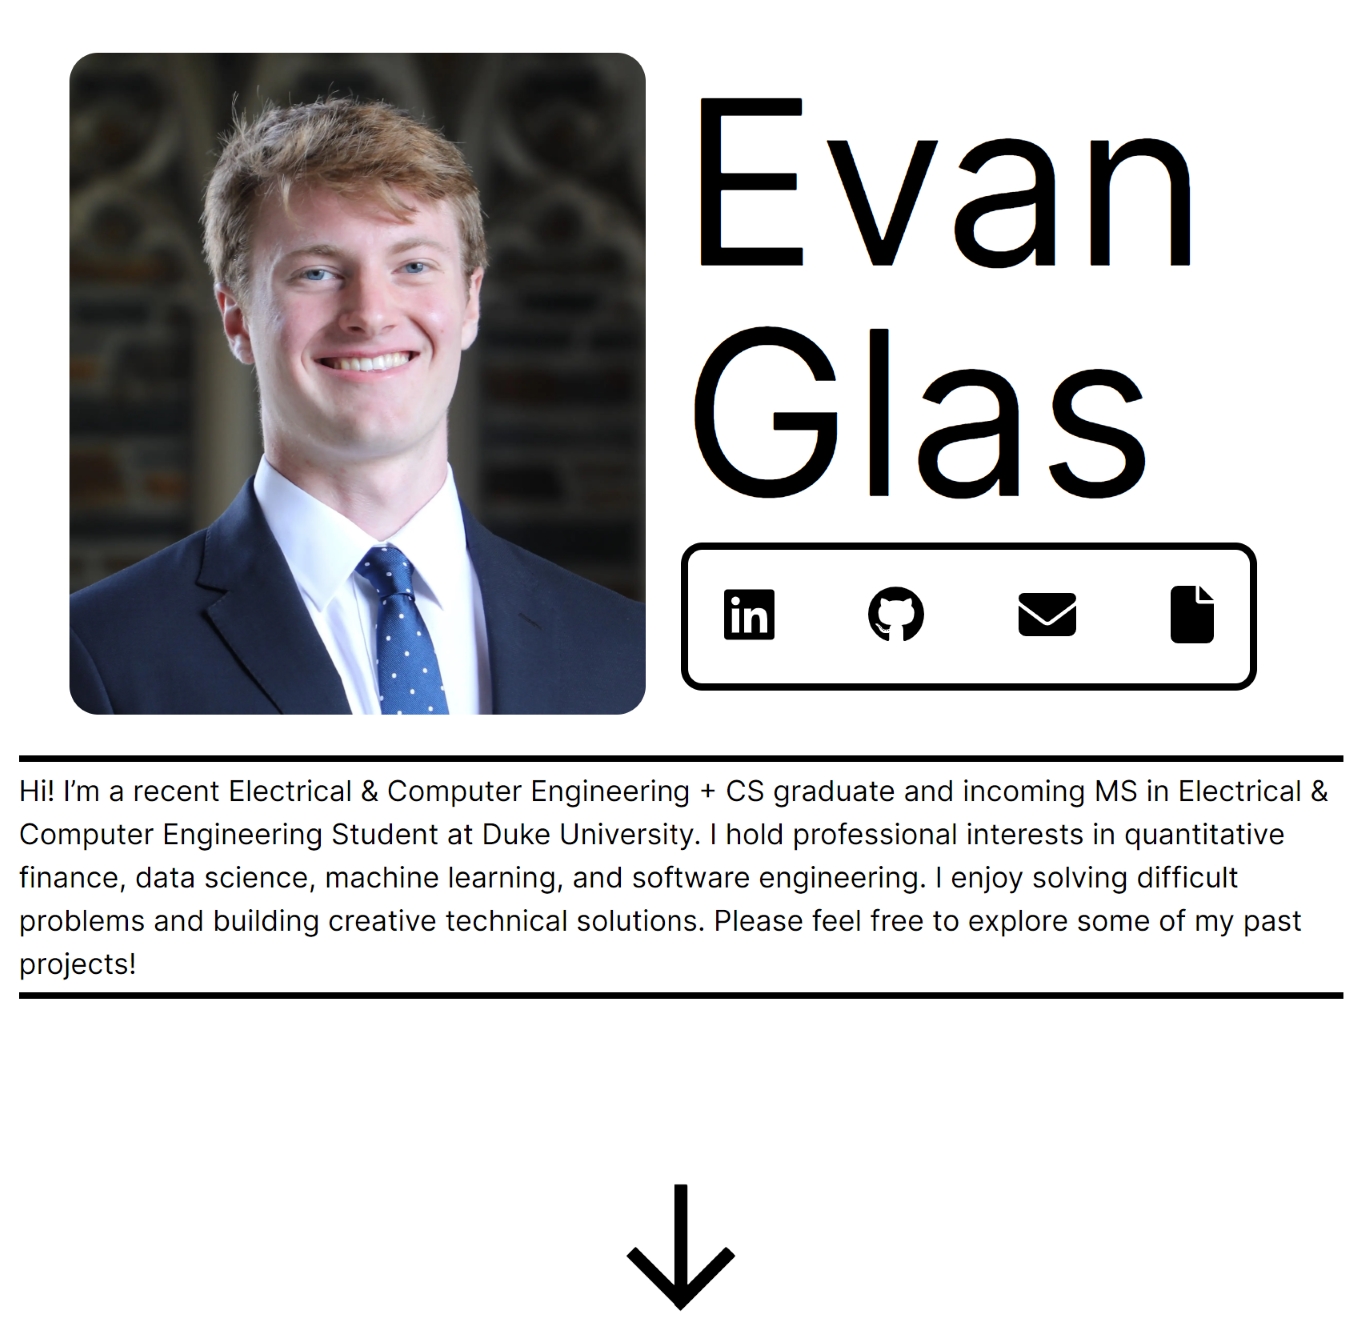 Evan
Glas
in
Hi! I’m a recent Electrical & Computer Engineering + CS graduate and incoming MS in Electrical &
Computer Engineering Student at Duke University. I hold professional interests in quantitative
finance, data science, machine learning, and software engineering. I enjoy solving difficult
problems and building creative technical solutions. Please feel free to explore some of my past
projects!